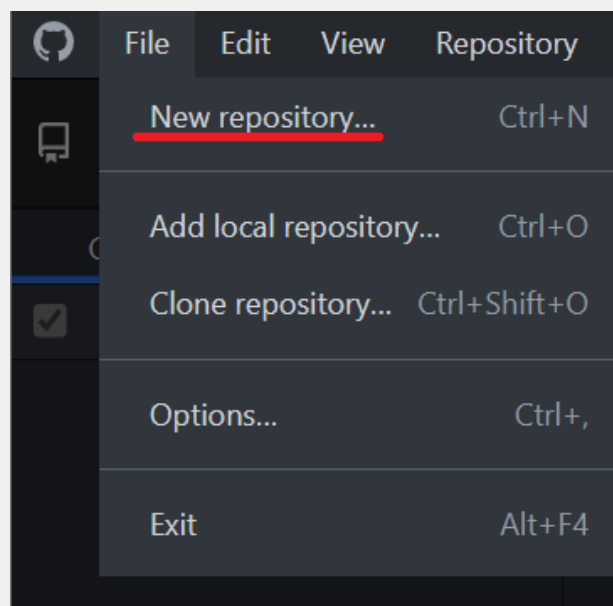 File Edit View Repository
New repository... Ctrl+N
Add local repository... Ctrl+O
Clone repository... Ctrl+Shift+O
Options... Ctrl+,
Exit Alt+F4